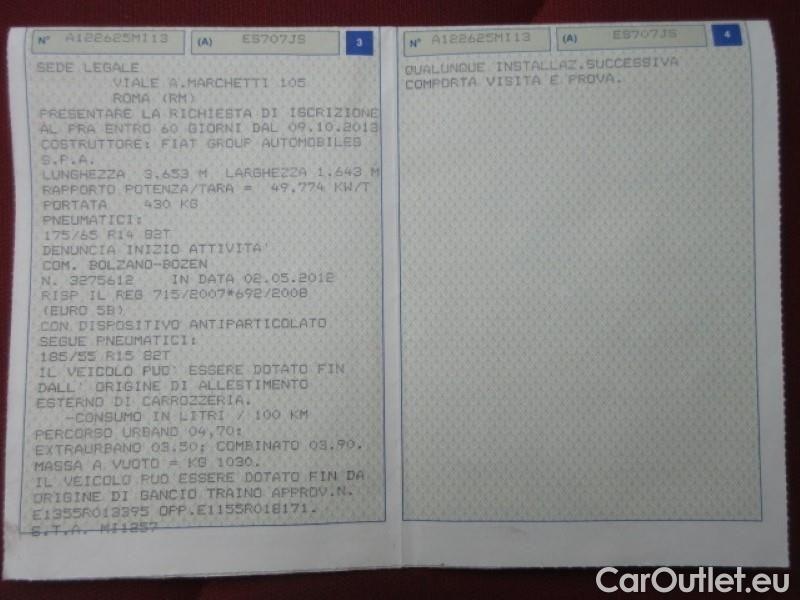 N° A122625MI13 (A) ES707JS 3
SEDE LEGALE
VIALE A.MARCHETTI 105
ROMA (RM)
PRESENTARE LA RICHIESTA DI ISCRIZIONE
AL PRA ENTRO 60 GIORNI DAL 09.10.2013
COSTRUTTORE: FIAT GROUP AUTOMOBILES
S.P.A.
LUNGHEZZA 3.653 M LARGHEZZA 1.643 M
RAPPORTO POTENZA/TARA = 49.774 KW/T
PORTATA 430 KG
PNEUMATICI:
175/65 R14 82T
DENUNCIA INIZIO ATTIVITA'
COM. BOLZANO-BOZEN
N. 3275612 IN DATA 02.05.2012
RISP IL REG 715/2007*692/2008
(EURO 5B)
CON DISPOSITIVO ANTIPARTICOLATO
SEGUE PNEUMATICI:
185/55 R15 82T
IL VEICOLO PUO' ESSERE DOTATO FIN
DALL' ORIGINE DI ALLESTIMENTO
ESTERNO DI CARROZZERIA.
-CONSUMO IN LITRI / 100 KM
PERCORSO URBANO 04,70;
EXTRAURBANO 03.50; COMBINATO 03.90.
MASSA A VUOTO = KG 1030.
IL VEICOLO PUO ESSERE DOTATO FIN DA
ORIGINE DI GANCIO TRAINO APPROV.N.
E1355R013395 OPP.E1155R018171.
S.T.A. MI1257
N° A122625MI13 (A) ES707JS 4
QUALUNQUE INSTALLAZ.SUCCESSIVA
COMPORTA VISITA E PROVA.
CarOutlet.eu